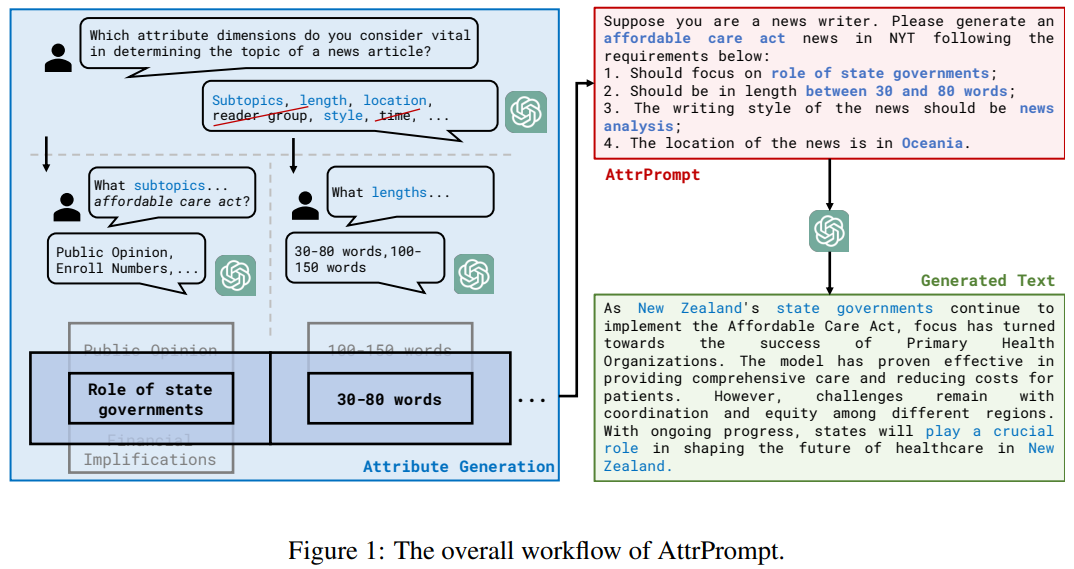 Which attribute dimensions do you consider vital
in determining the topic of a news article?
Subtopics, length, location,
reader group, style, time, ...
What subtopics...
affordable care act?
What lengths...
Public Opinion,
Enroll Numbers,...
30-80 words,100-
150 words
Public Opinion
100-150 words
Role of state
governments
30-80 words
...
Financial
Implifications
Attribute Generation
Suppose you are a news writer. Please generate an
affordable care act news in NYT following the
requirements below:
1. Should focus on role of state governments;
2. Should be in length between 30 and 80 words;
3. The writing style of the news should be news
analysis;
4. The location of the news is in Oceania.
AttrPrompt
Generated Text
As New Zealand's state governments continue to
implement the Affordable Care Act, focus has turned
towards the success of Primary Health
Organizations. The model has proven effective in
providing comprehensive care and reducing costs for
patients. However, challenges remain with
coordination and equity among different regions.
With ongoing progress, states will play a crucial
role in shaping the future of healthcare in New
Zealand.
Figure 1: The overall workflow of AttrPrompt.